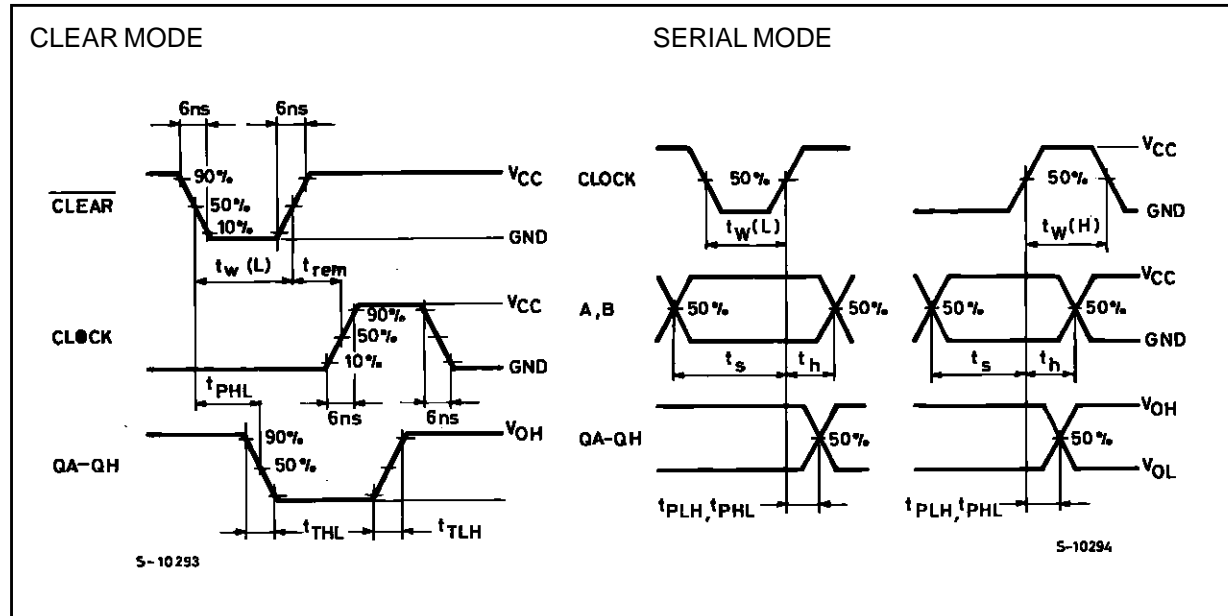 CLEAR MODE
6ns 6ns
90%
VCC
CLEAR
50%
10%
GND
tw (L) trem
VCC
90%
CLOCK
50%
10%
GND
tPHL
6ns 6ns
VOH
90%
QA-QH
50%
tTHL tTLH
S-10293
SERIAL MODE
VCC
CLOCK 50% 50%
GND
tW(L) tW(H)
VCC
A,B 50% 50% 50% 50%
GND
ts th ts th
VOH
QA-QH 50% 50%
VOL
tPLH,tPHL tPLH,tPHL
S-10294